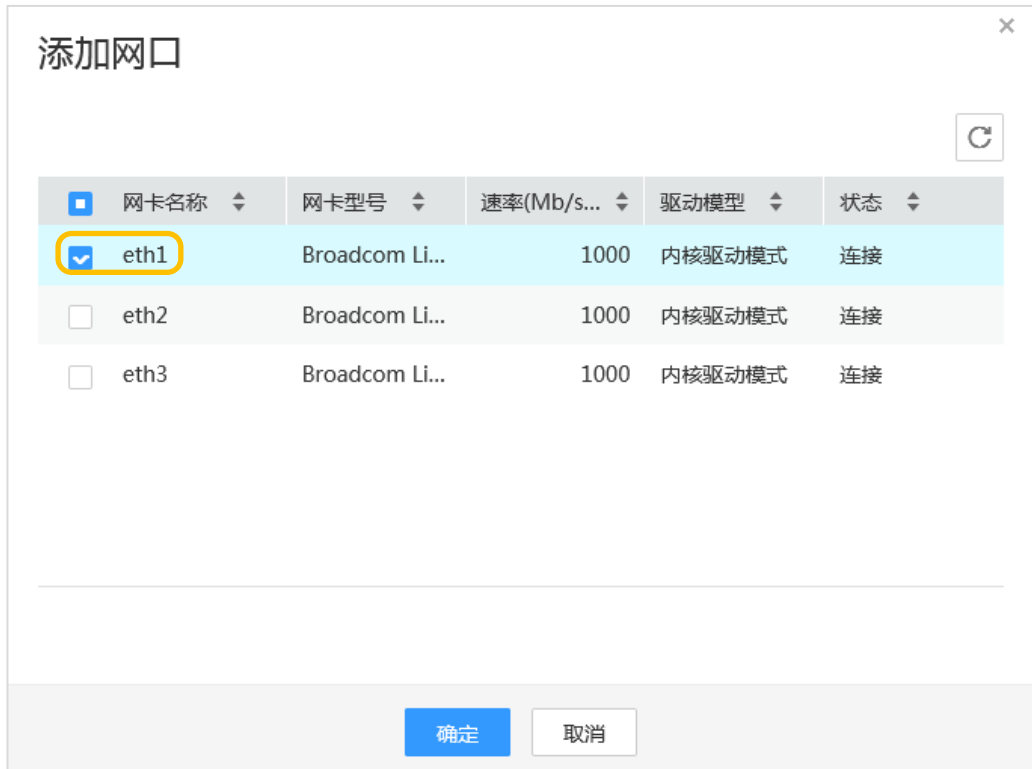 添加网口
网卡名称 网卡型号 速率(Mb/s... 驱动模型 状态
eth1 Broadcom Li... 1000 内核驱动模式 连接
eth2 Broadcom Li... 1000 内核驱动模式 连接
eth3 Broadcom Li... 1000 内核驱动模式 连接
确定 取消